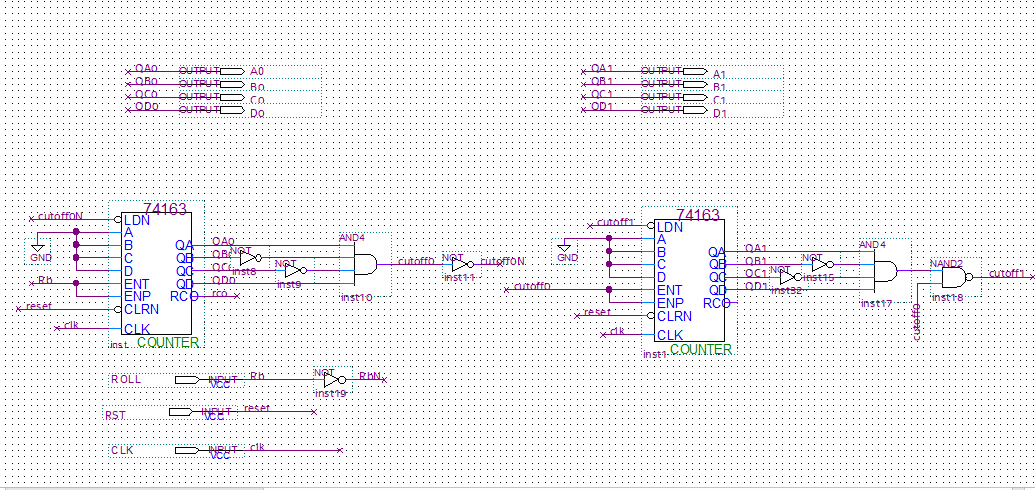 QA0 OUTPUT A0
QB0 OUTPUT B0
QC0 OUTPUT C0
QD0 OUTPUT D0
QA1 OUTPUT A1
QB1 OUTPUT B1
QC1 OUTPUT C1
QD1 OUTPUT D1
74163
cutoff0N
LDN
A
B
C
D
GND
Rb
ENT
ENP
reset
CLRN
clk
CLK
QA
QB
QC
QD
RCO
QA0
QD0
rco
inst
COUNTER
NOT
inst8
NOT
inst9
AND4
inst10
cutoff0
NOT
inst11
cutoff0N
74163
cutoff1
LDN
A
B
C
D
GND
cutoff0
ENT
ENP
reset
CLRN
clk
CLK
QA
QB
QC
QD
RCO
QA1
QB1
QC1
QD1
inst1
COUNTER
NOT
inst15
NOT
inst32
AND4
inst17
NAND2
inst18
cutoff0
cutoff1
ROLL INPUT VCC Rb
NOT
inst19
RbN
RST INPUT VCC reset
CLK INPUT VCC clk